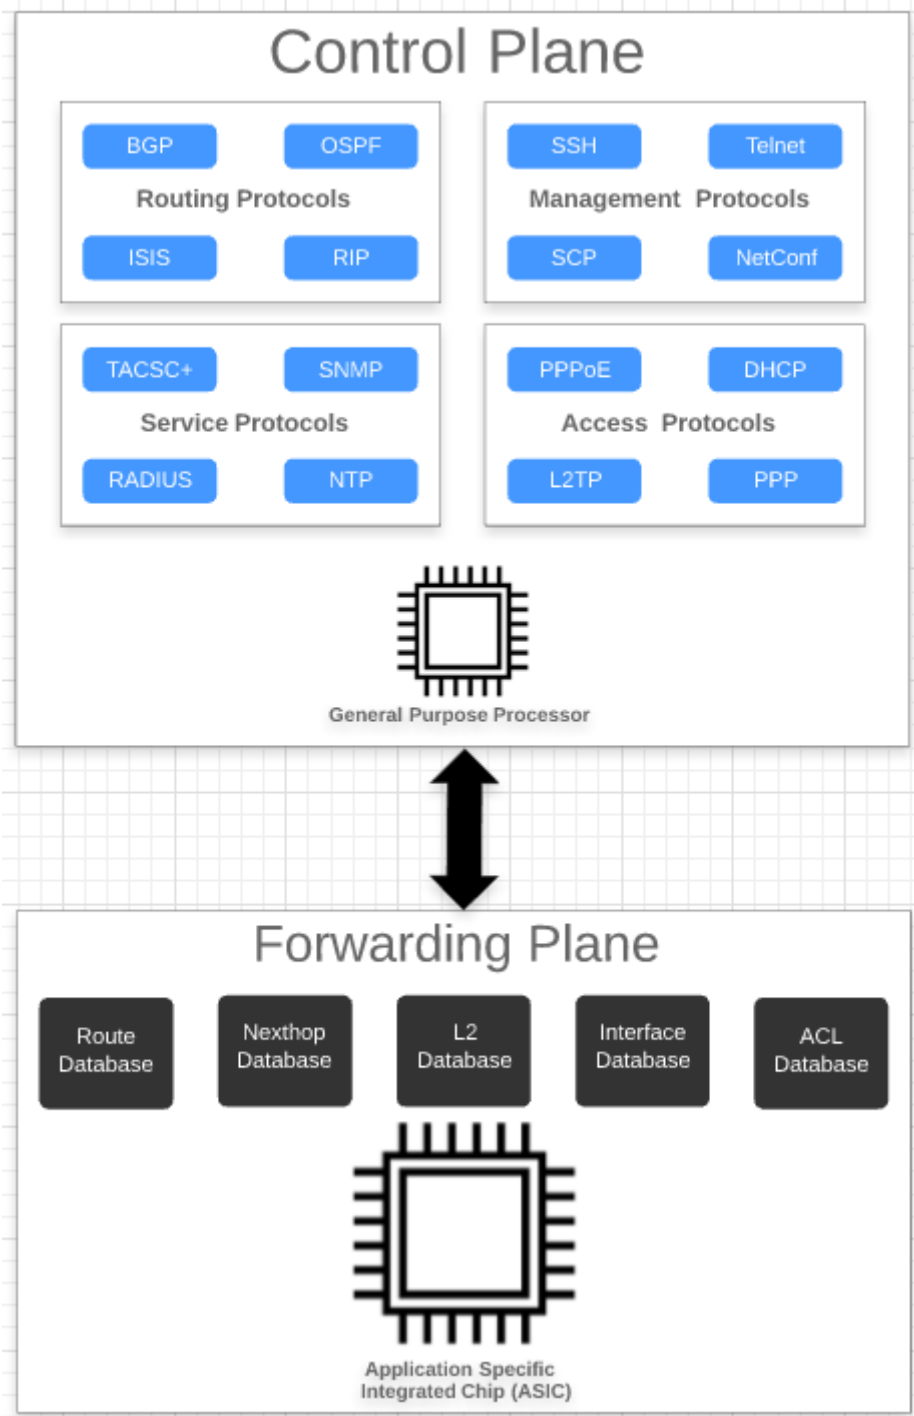 Control Plane
BGP
OSPF
Routing Protocols
ISIS
RIP
SSH
Telnet
Management Protocols
SCP
NetConf
TACSC+
SNMP
Service Protocols
RADIUS
NTP
PPPoE
DHCP
Access Protocols
L2TP
PPP
General Purpose Processor
Forwarding Plane
Route
Database
Nexthop
Database
L2
Database
Interface
Database
ACL
Database
Application Specific
Integrated Chip (ASIC)